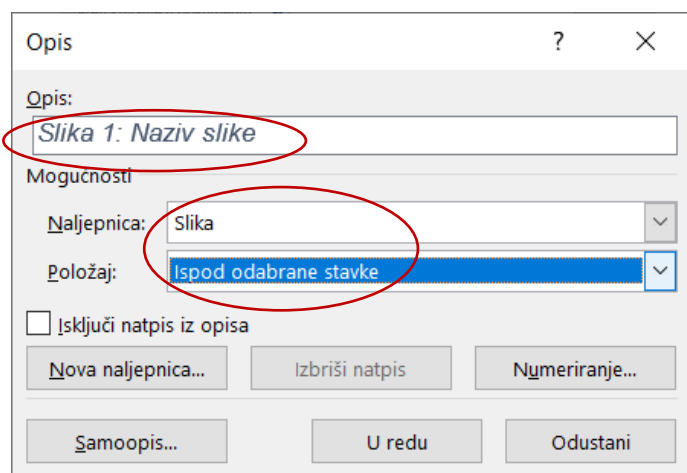 Opis ?
Opis:
Slika 1: Naziv slike
Mogućnosti
Naljepnica: Slika
Položaj: Ispod odabrane stavke
Isključi natpis iz opisa
Nova naljepnica... Izbriši natpis Numeriranje...
Samoopis... U redu Odustani